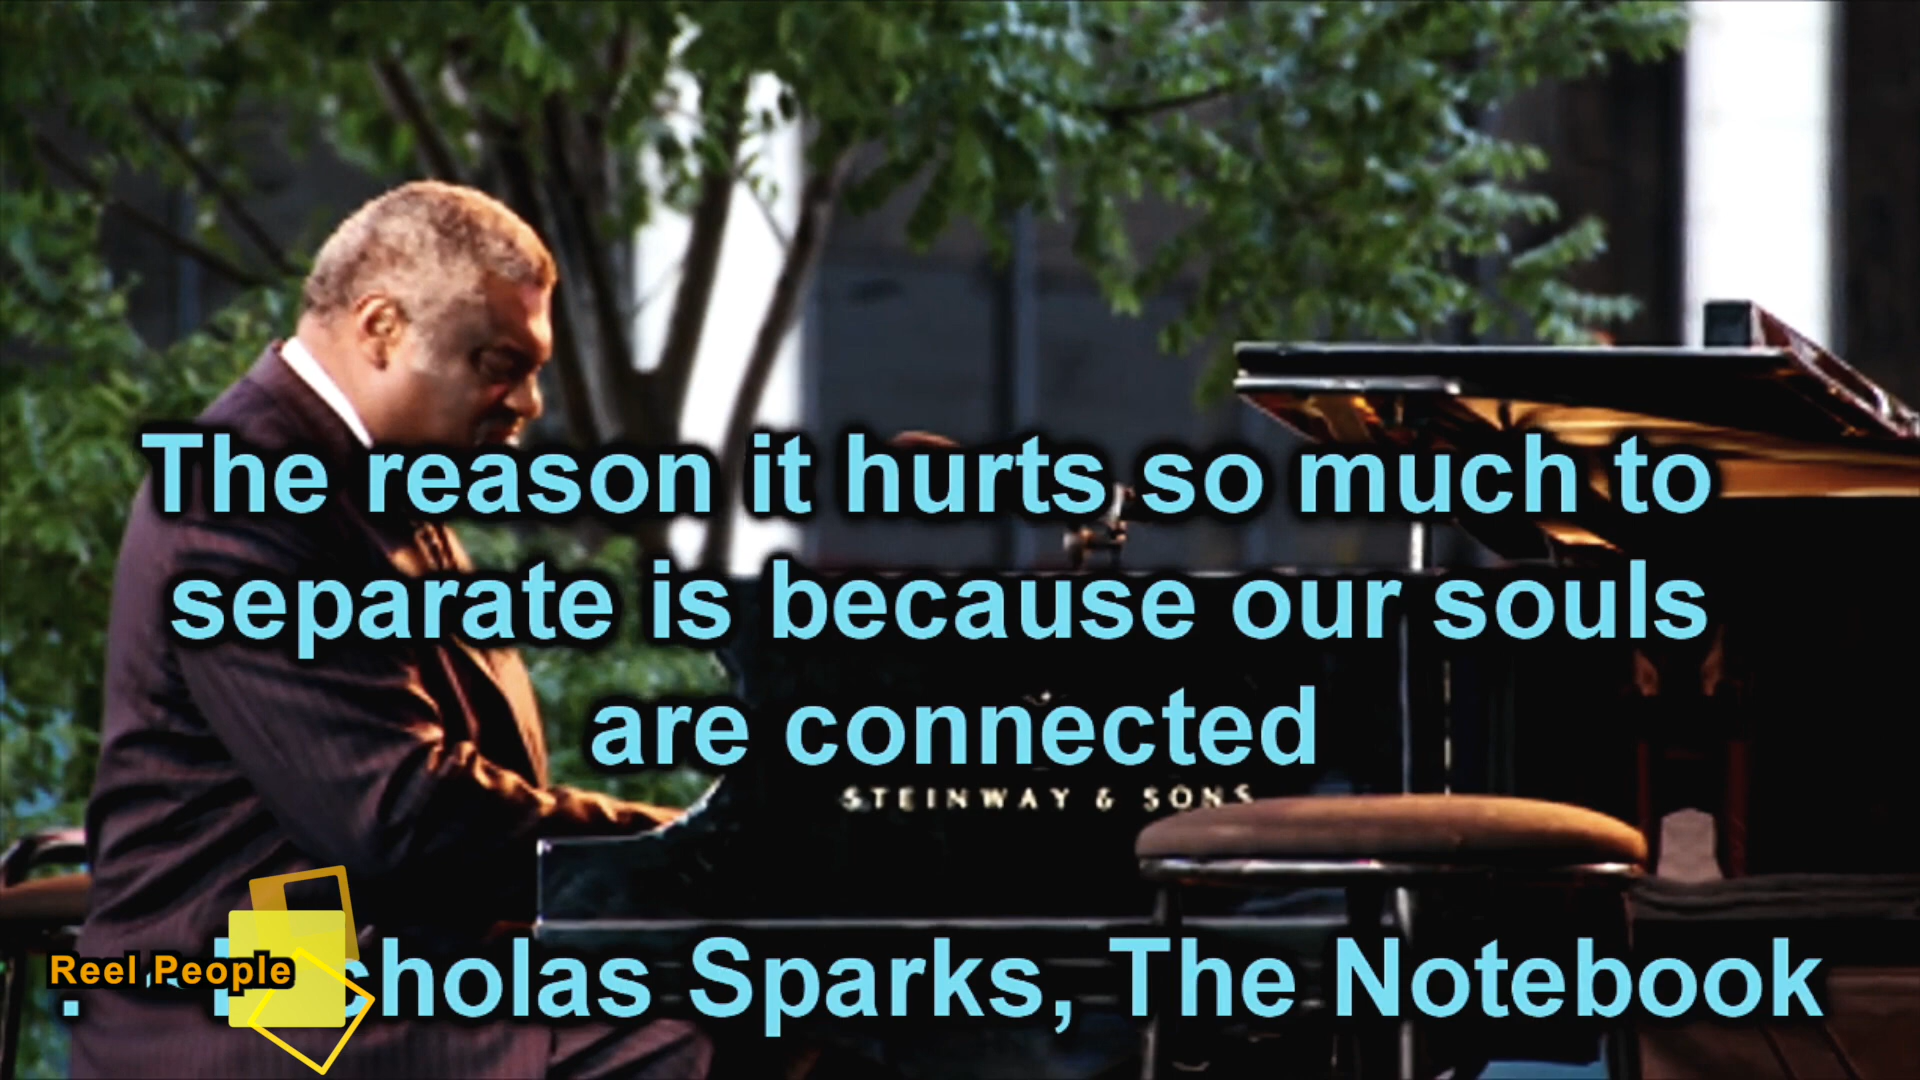 The reason it hurts so much to
separate is because our souls
are connected
STEINWAY & SONS
Reel People
. - Nicholas Sparks, The Notebook